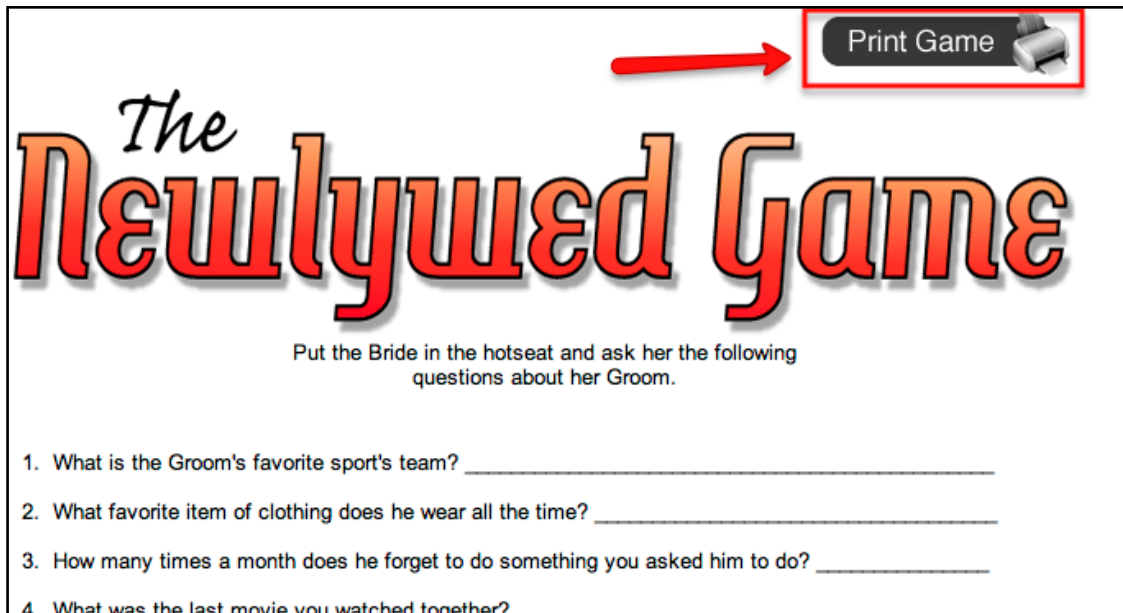 Print Game
The
Newlywed Game
Put the Bride in the hotseat and ask her the following
questions about her Groom.
1. What is the Groom's favorite sport's team? ________________________________________________
2. What favorite item of clothing does he wear all the time? ____________________________________
3. How many times a month does he forget to do something you asked him to do? ________________
4. What was the last movie you watched together?